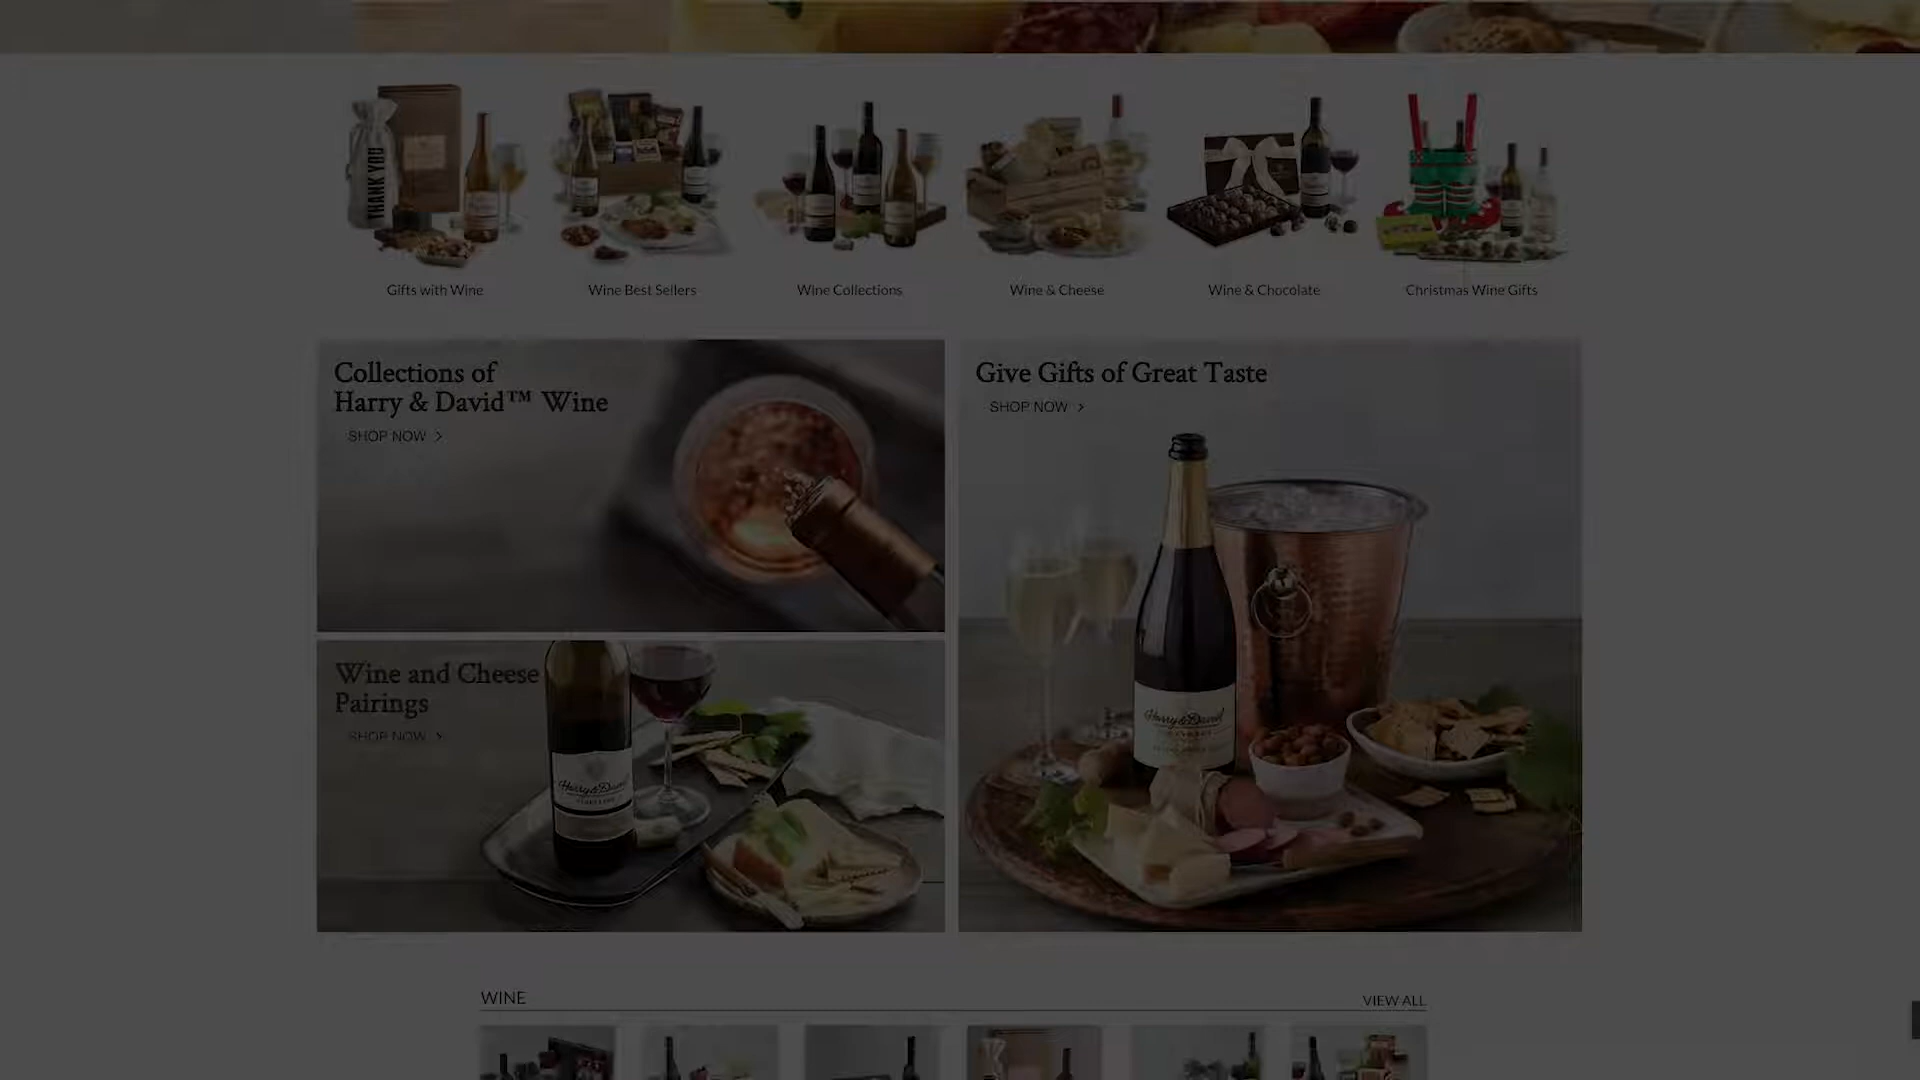 THANK YOU
Gifts with Wine
Wine Best Sellers
Wine Collections
Wine & Cheese
Wine & Chocolate
Christmas Wine Gifts
Collections of
Harry & David™ Wine
SHOP NOW >
Give Gifts of Great Taste
SHOP NOW >
Wine and Cheese
Pairings
SHOP NOW >
Harry & David
Harry & David
WINE
VIEW ALL